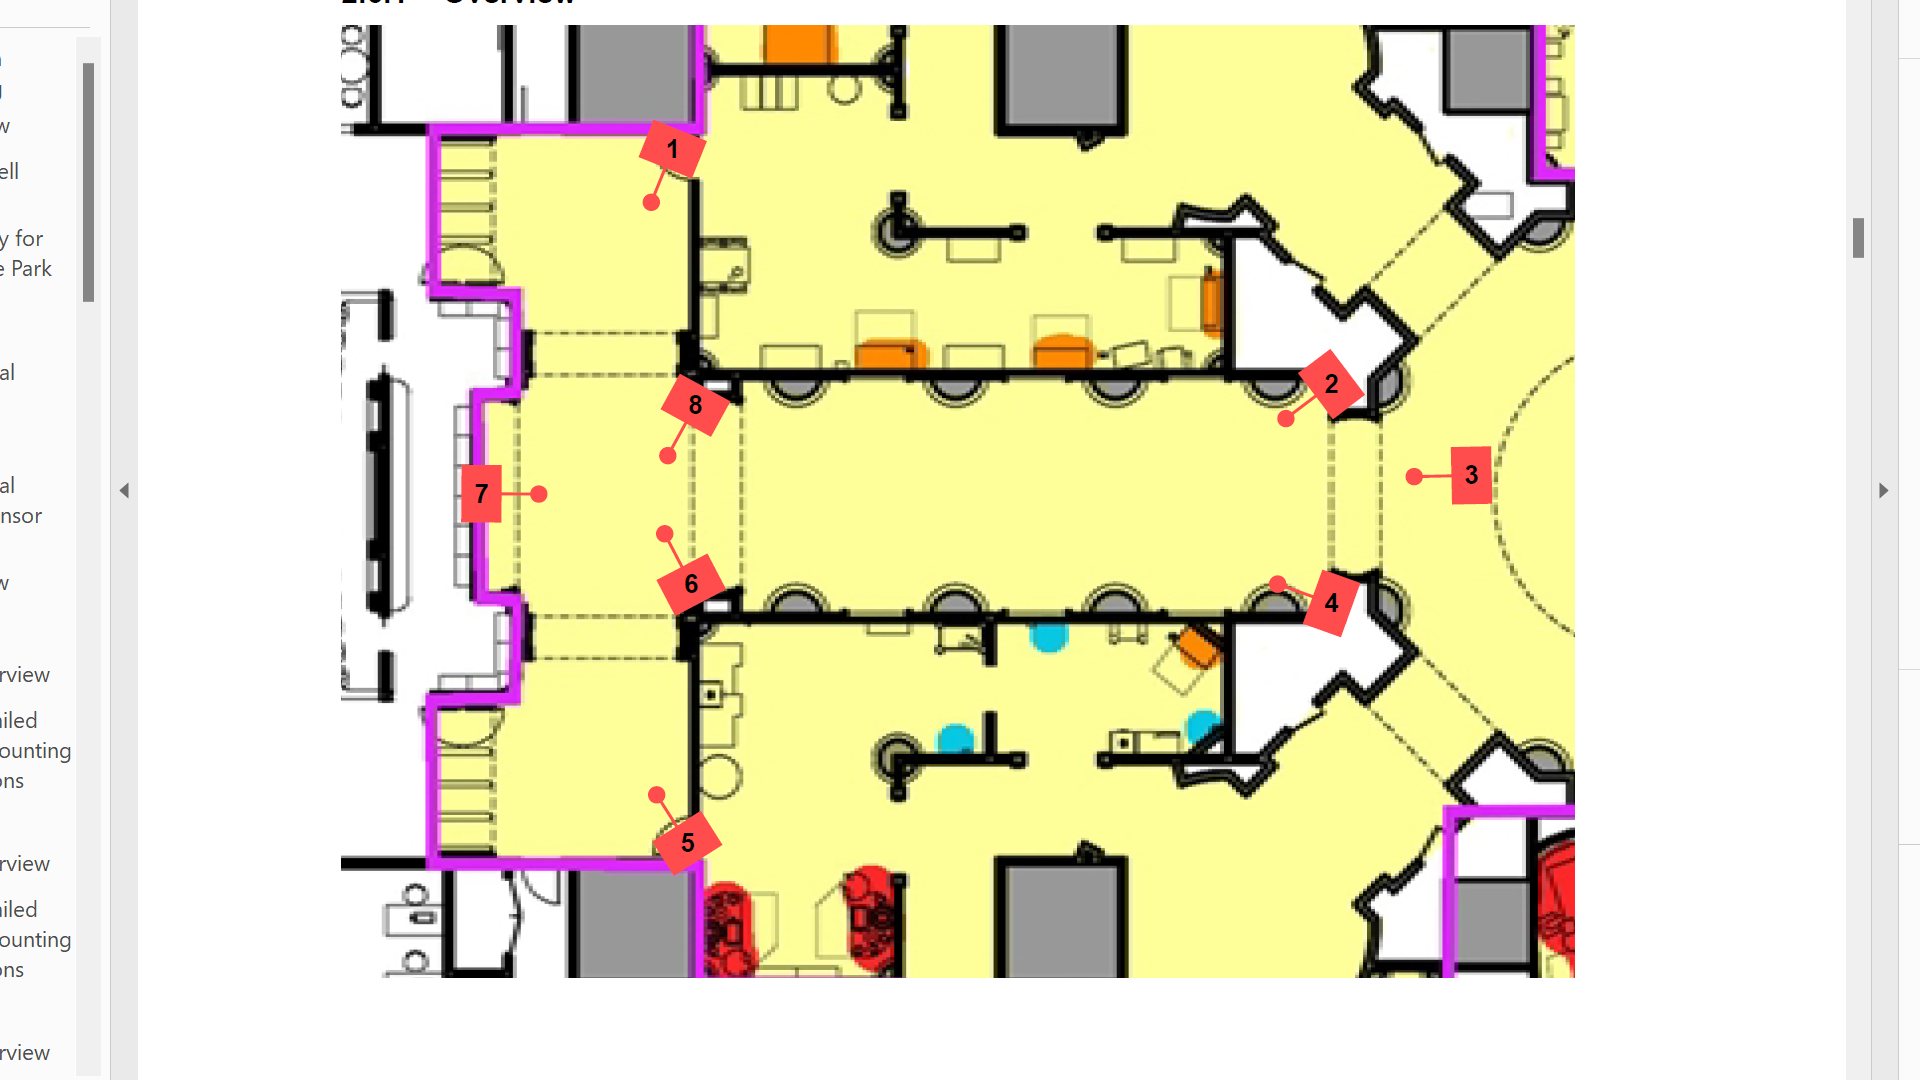 ell
y for
e Park
al
al
nsor
rview
iled
ounting
ons
rview
iled
ounting
ons
rview
1
2
8
3
7
6
4
5